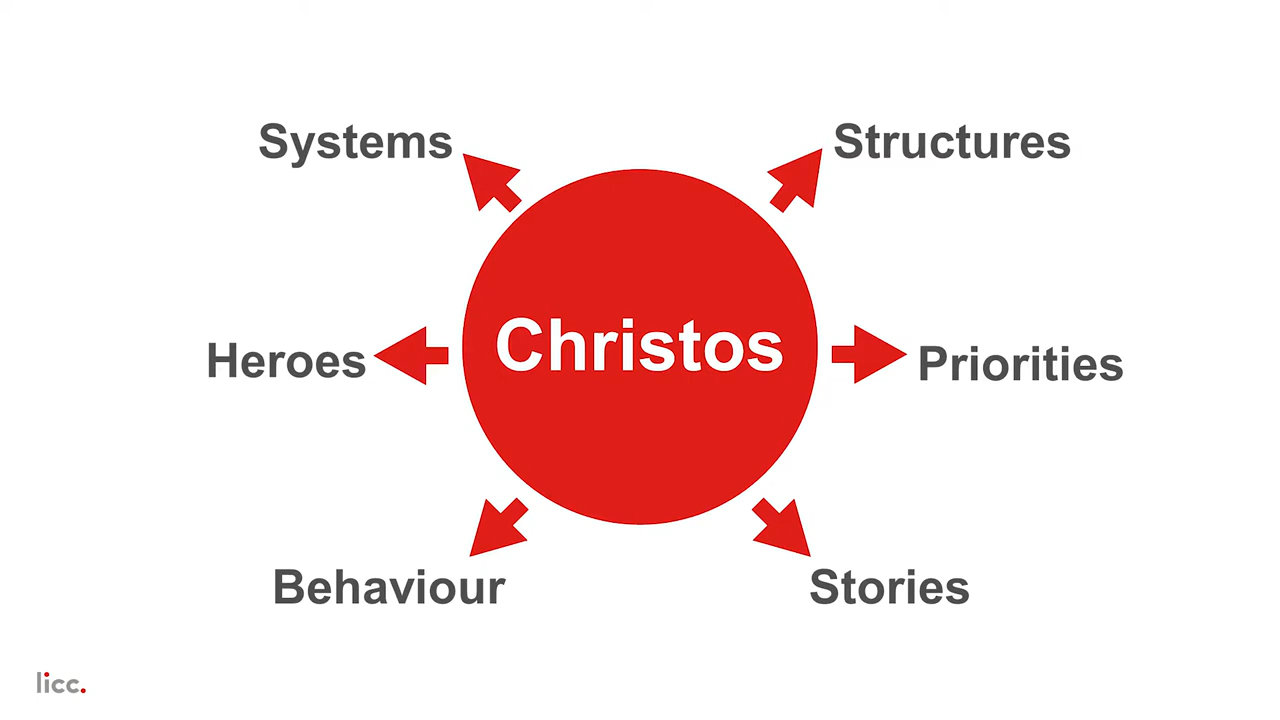 Systems
Structures
Heroes
Christos
Priorities
Behaviour
Stories
licc.